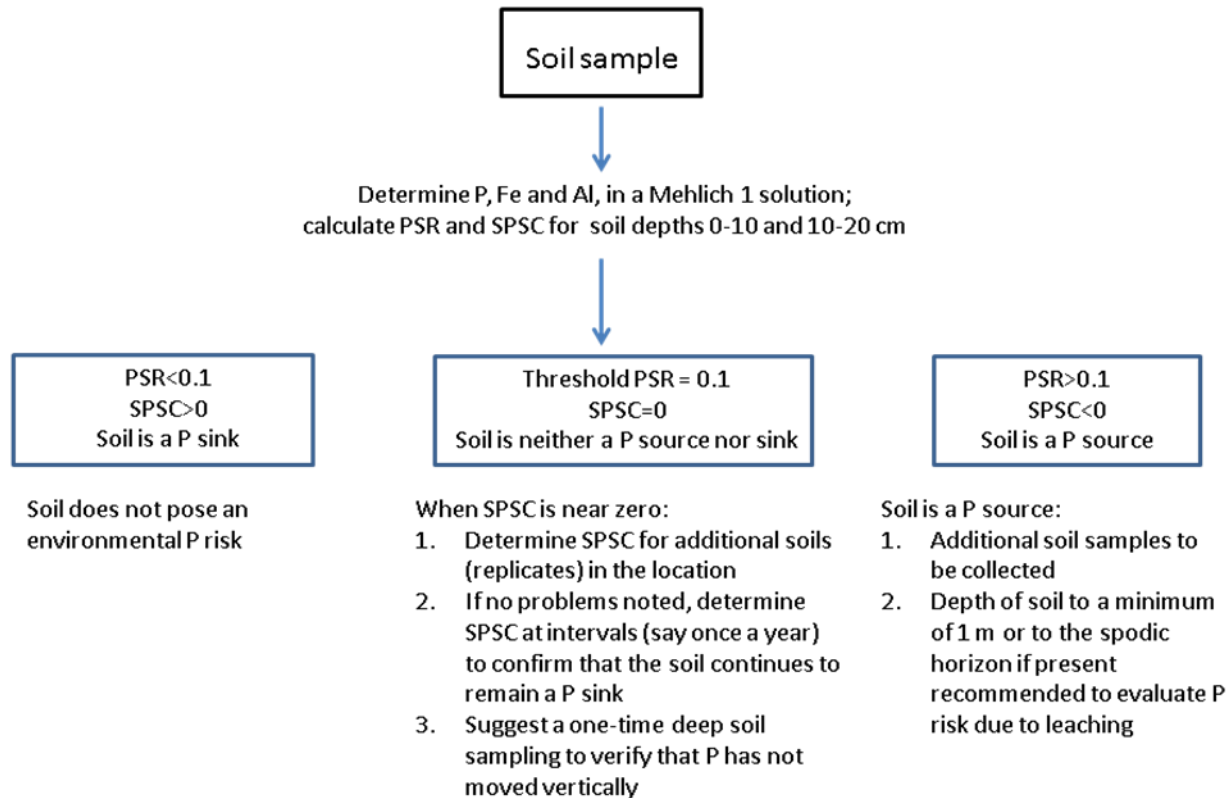 Soil sample
Determine P, Fe and Al, in a Mehlich 1 solution;
calculate PSR and SPSC for soil depths 0-10 and 10-20 cm
PSR<0.1
SPSC>0
Soil is a P sink
Soil does not pose an
environmental P risk
Threshold PSR = 0.1
SPSC=0
Soil is neither a P source nor sink
When SPSC is near zero:
1. Determine SPSC for additional soils
(replicates) in the location
2. If no problems noted, determine
SPSC at intervals (say once a year)
to confirm that the soil continues to
remain a P sink
3. Suggest a one-time deep soil
sampling to verify that P has not
moved vertically
PSR>0.1
SPSC<0
Soil is a P source
Soil is a P source:
1. Additional soil samples to
be collected
2. Depth of soil to a minimum
of 1 m or to the spodic
horizon if present
recommended to evaluate P
risk due to leaching